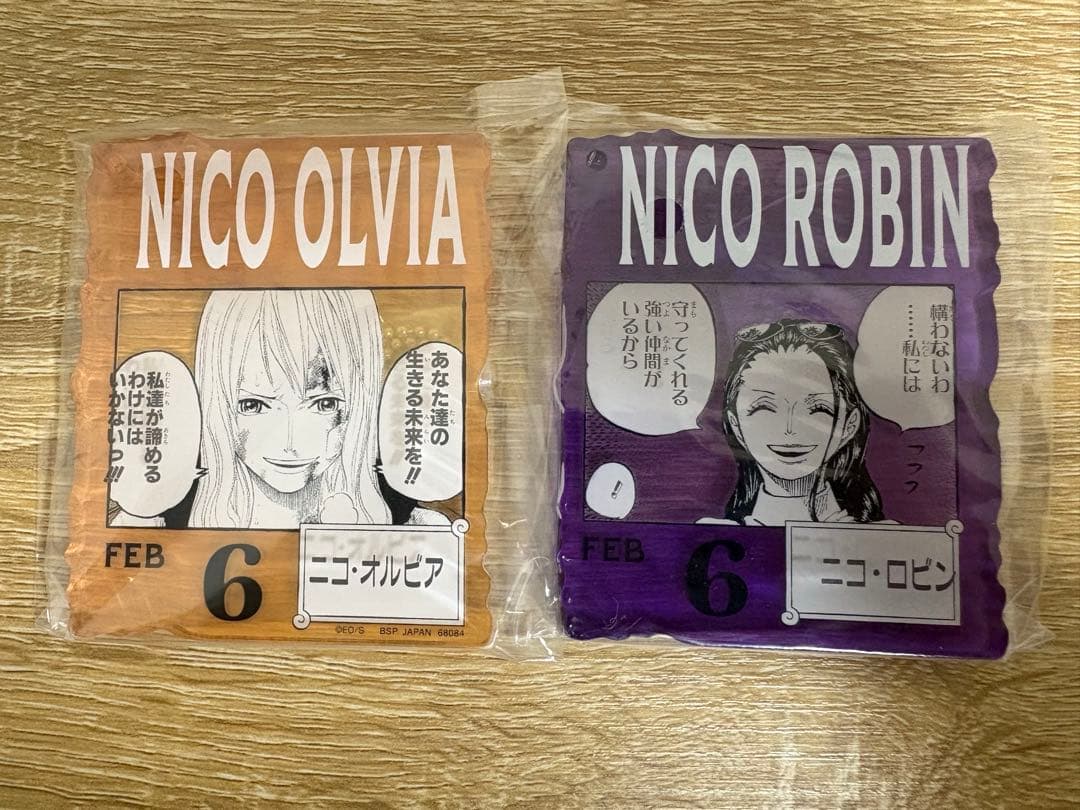 NICO OLVIA
あなた達の
生きる未来を!!
私達が諦める
わけには
いかないっ!!!
FEB
6
ニコ・オルビア
©EO/S BSP JAPAN 68084
NICO ROBIN
構わないわ
……私には
守ってくれる
強い仲間が
いるから
フフフ
!
FEB
6
ニコ・ロビン